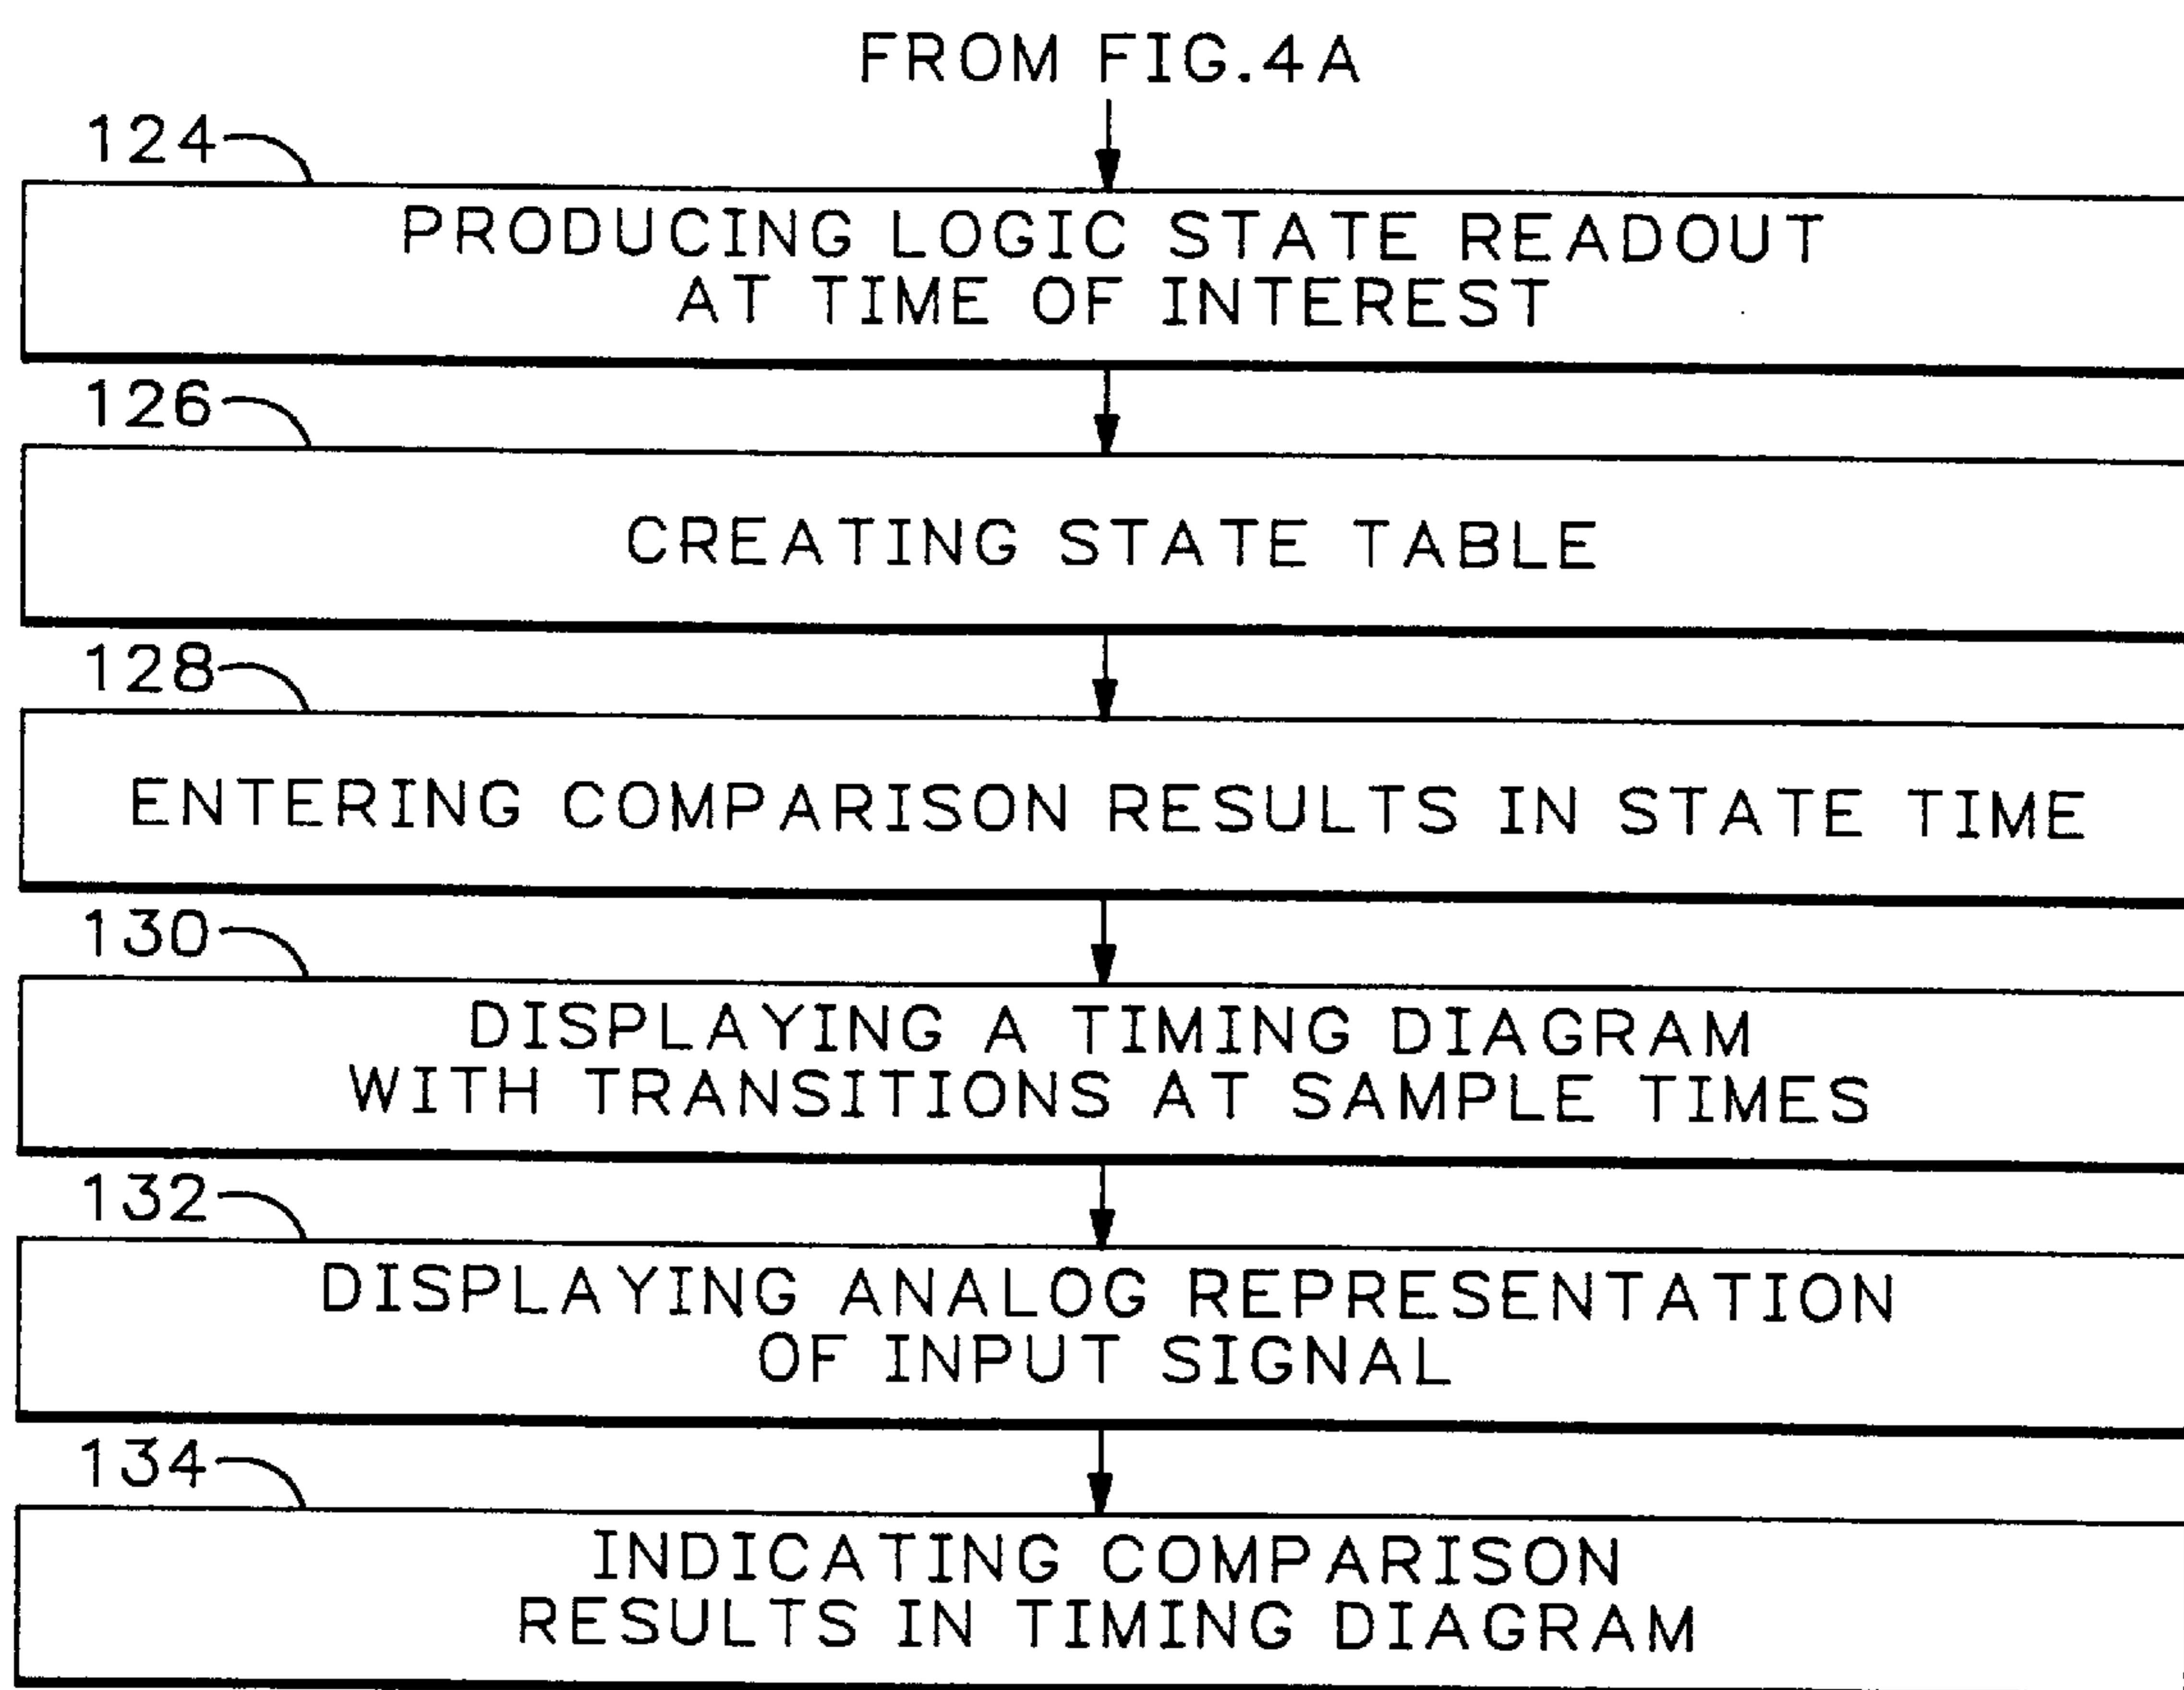 FROM FIG.4A
124
PRODUCING LOGIC STATE READOUT
AT TIME OF INTEREST
126
CREATING STATE TABLE
128
ENTERING COMPARISON RESULTS IN STATE TIME
130
DISPLAYING A TIMING DIAGRAM
WITH TRANSITIONS AT SAMPLE TIMES
132
DISPLAYING ANALOG REPRESENTATION
OF INPUT SIGNAL
134
INDICATING COMPARISON
RESULTS IN TIMING DIAGRAM